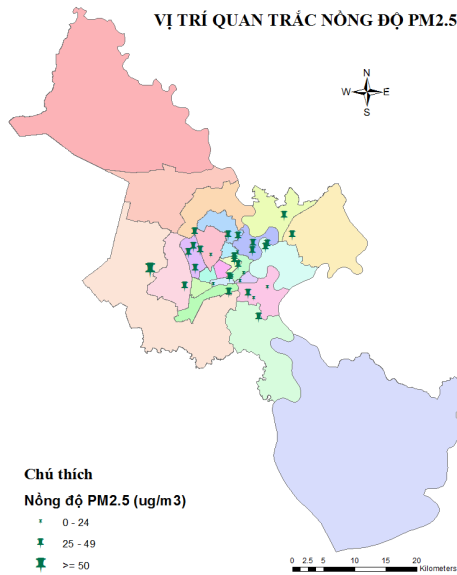 VỊ TRÍ QUAN TRẮC NỒNG ĐỘ PM2.5
N
W E
S
Chú thích
Nồng độ PM2.5 (ug/m3)
0 - 24
25 - 49
>= 50
0 2.5 5 10 15 20
Kilometers